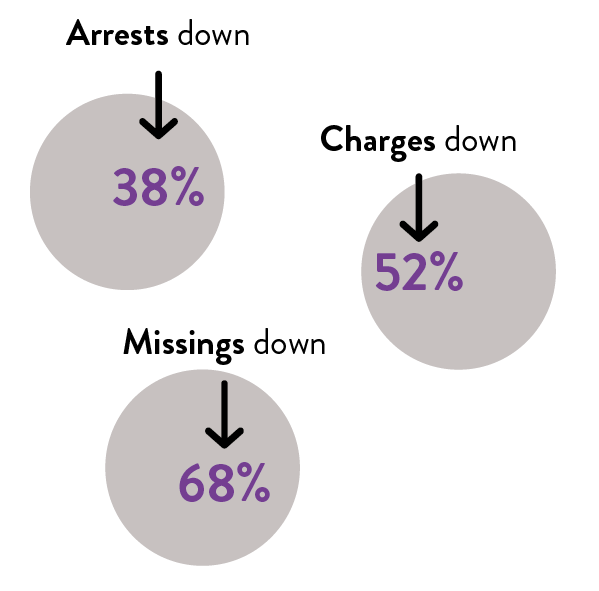 Arrests down
38%
Charges down
52%
Missings down
68%